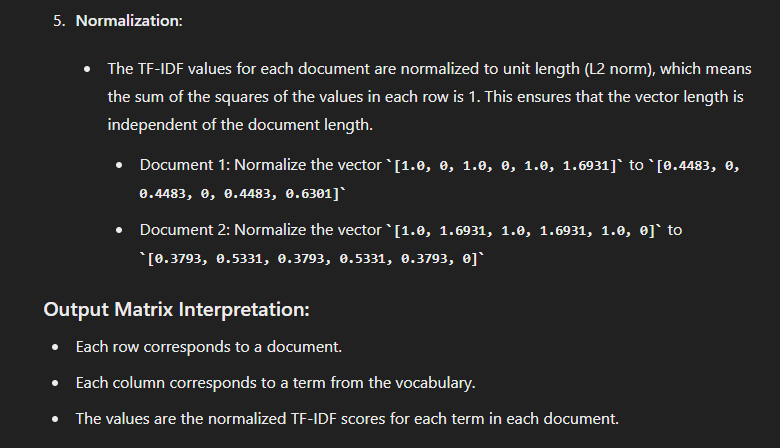 5. Normalization:
• The TF-IDF values for each document are normalized to unit length (L2 norm), which means
the sum of the squares of the values in each row is 1. This ensures that the vector length is
independent of the document length.
• Document 1: Normalize the vector `[1.0, 0, 1.0, 0, 1.0, 1.6931]` to `[0.4483, 0,
0.4483, 0, 0.4483, 0.6301]`
• Document 2: Normalize the vector `[1.0, 1.6931, 1.0, 1.6931, 1.0, 0]` to
`[0.3793, 0.5331, 0.3793, 0.5331, 0.3793, 0]`
Output Matrix Interpretation:
• Each row corresponds to a document.
• Each column corresponds to a term from the vocabulary.
• The values are the normalized TF-IDF scores for each term in each document.